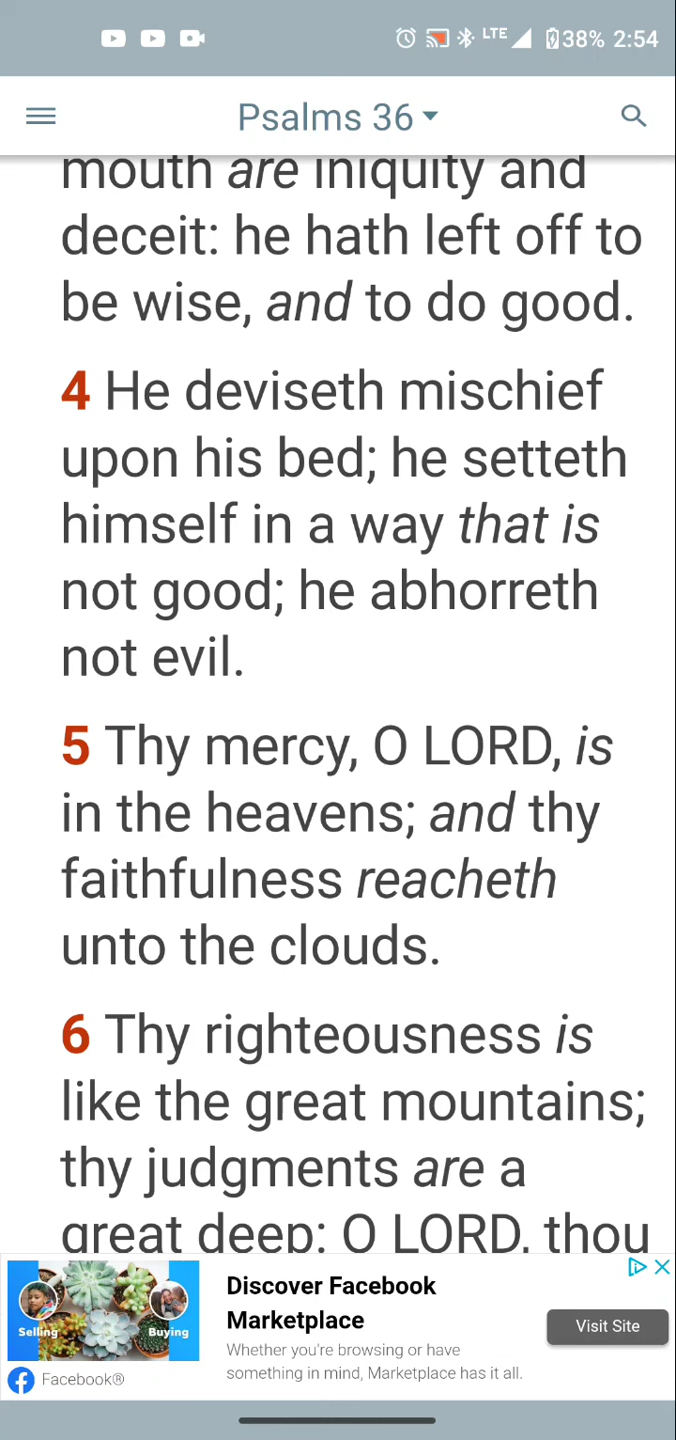 LTE 38% 2:54
Psalms 36
mouth are iniquity and
deceit: he hath left off to
be wise, and to do good.
4 He deviseth mischief
upon his bed; he setteth
himself in a way that is
not good; he abhorreth
not evil.
5 Thy mercy, O LORD, is
in the heavens; and thy
faithfulness reacheth
unto the clouds.
6 Thy righteousness is
like the great mountains;
thy judgments are a
great deep: O LORD, thou
Selling Buying
Facebook®
Discover Facebook
Marketplace
Whether you're browsing or have
something in mind, Marketplace has it all.
Visit Site